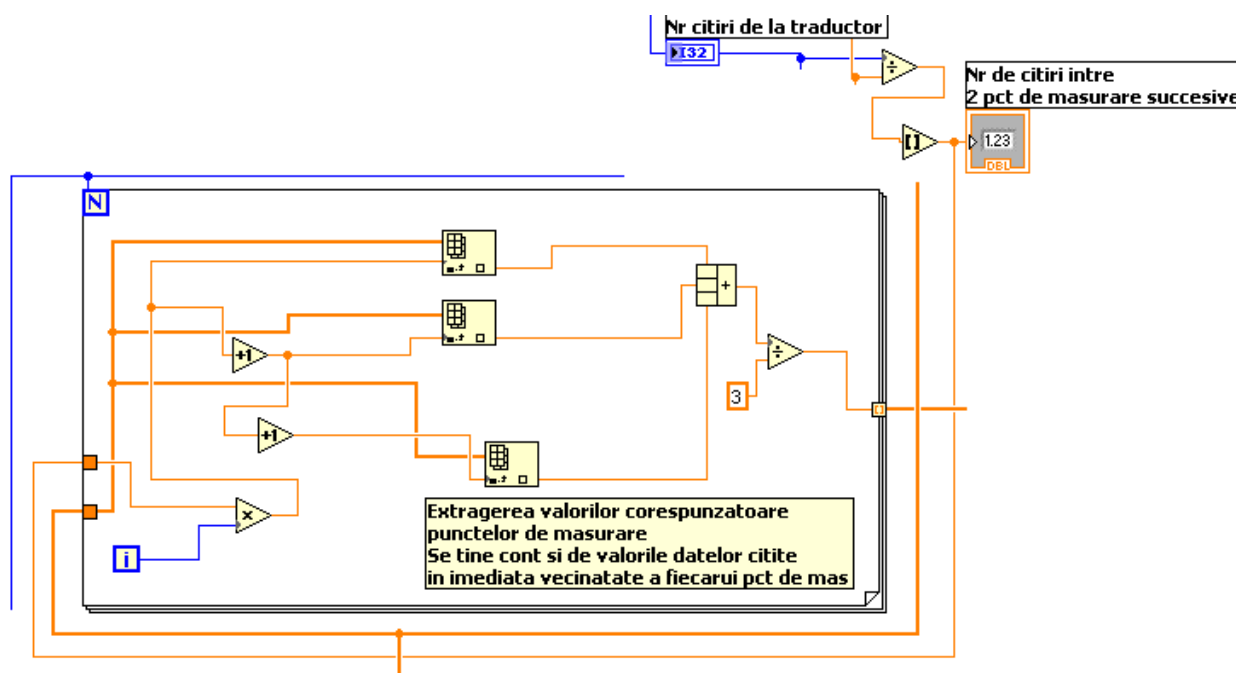 Nr citiri de la traductor
I32
÷
Nr de citiri intre
2 pct de masurare succesive
[ ]
1.23
DBL
N
+
+1
÷
3
+1
×
i
Extragerea valorilor corespunzatoare
punctelor de masurare
Se tine cont si de valorile datelor citite
in imediata vecinatate a fiecarui pct de mas